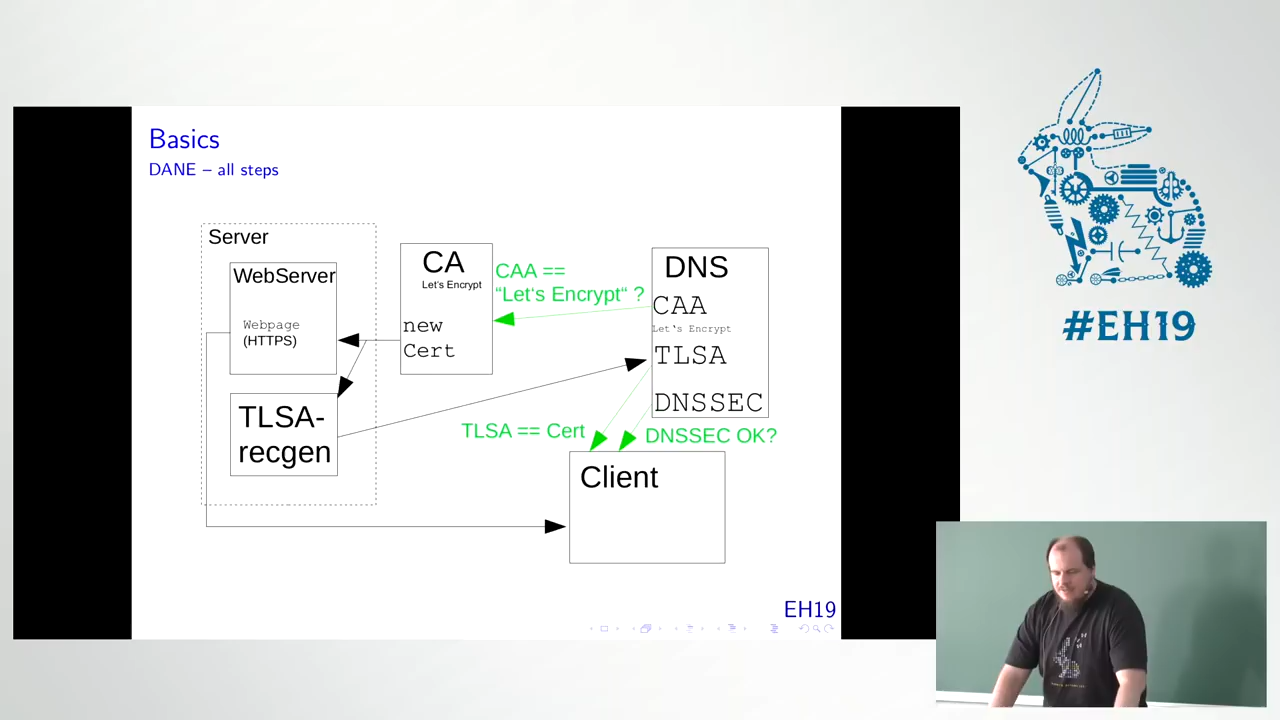 Basics
DANE – all steps
Server
WebServer
Webpage
(HTTPS)
TLSA-
recgen
CA
Let's Encrypt
new
Cert
CAA ==
“Let‘s Encrypt“ ?
DNS
CAA
Let‘s Encrypt
TLSA
DNSSEC
TLSA == Cert
DNSSEC OK?
Client
EH19
#EH19